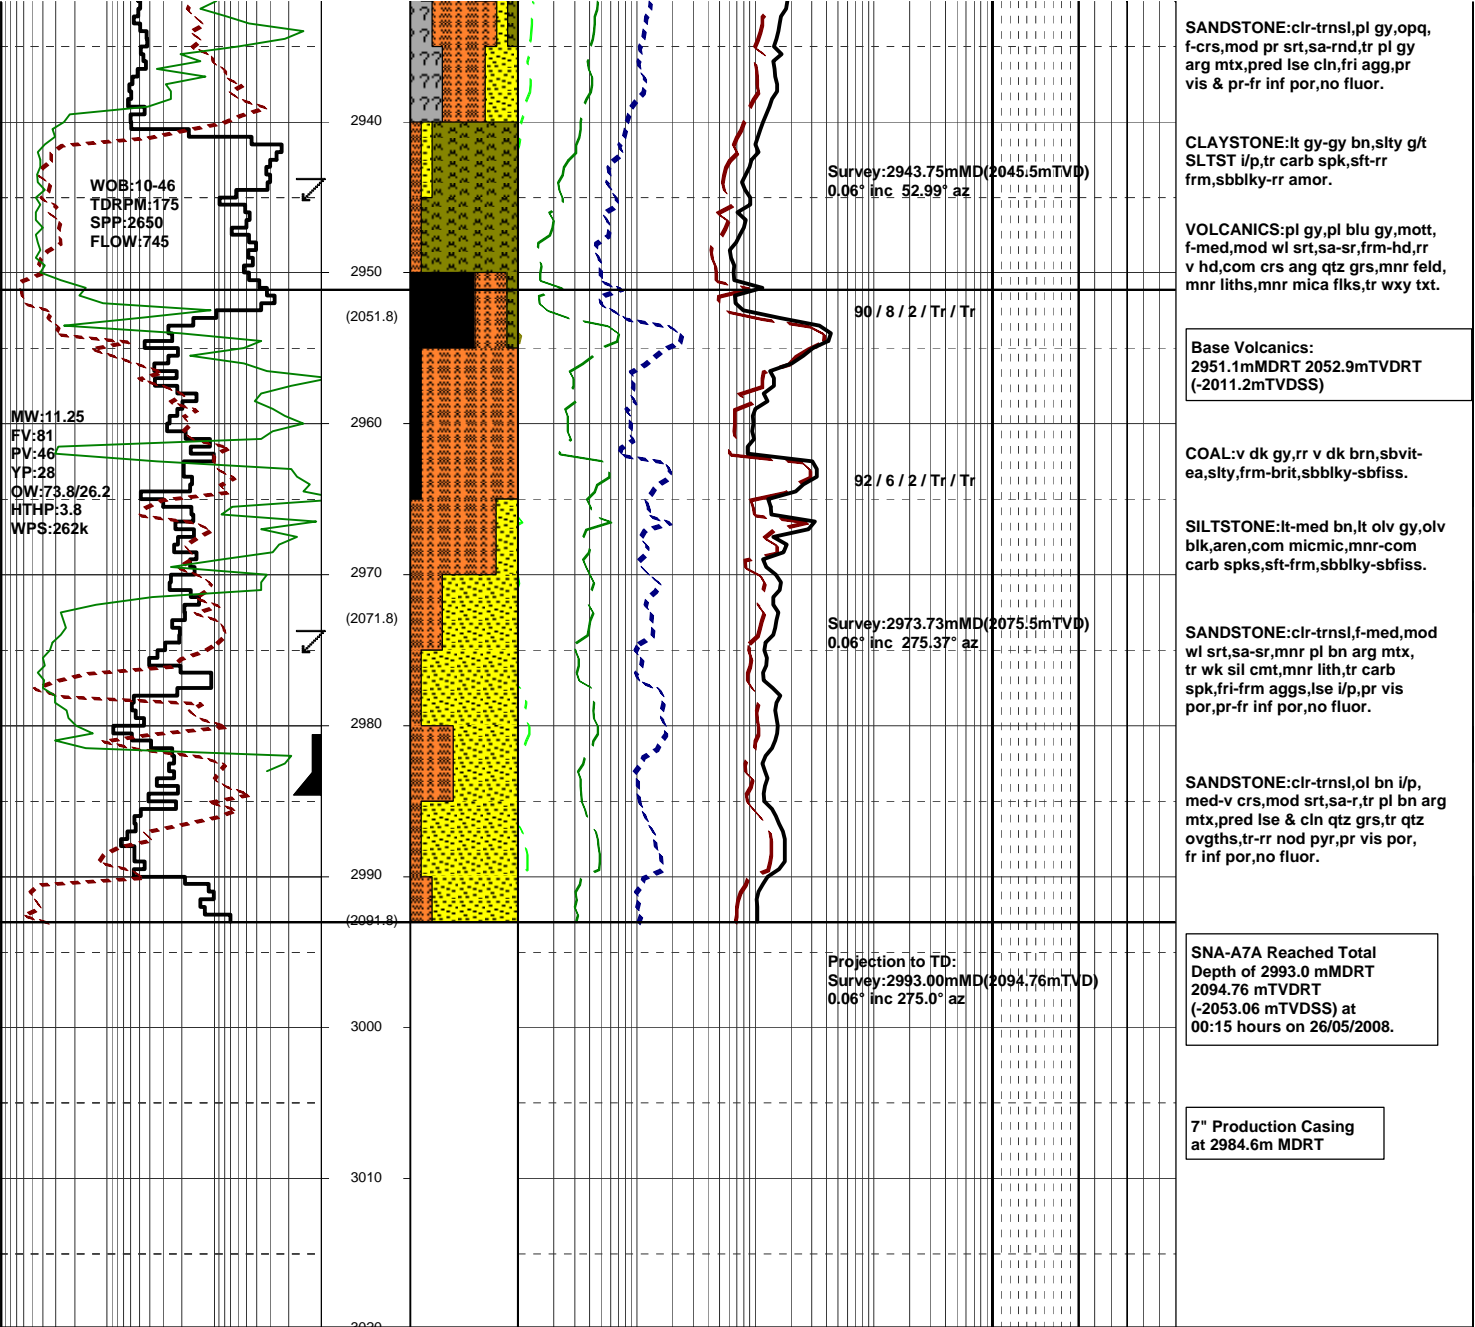 SANDSTONE:clr-trnsl,pl gy,opq,
f-crs,mod pr srt,sa-rnd,tr pl gy
arg mtx,pred lse cln,fri agg,pr
vis & pr-fr inf por,no fluor.
2940
CLAYSTONE:lt gy-gy bn,slty g/t
SLTST i/p,tr carb spk,sft-rr
frm,sbblky-rr amor.
WOB:10-46
TDRPM:175
SPP:2650
FLOW:745
Survey:2943.75mMD(2045.5mTVD)
0.06° inc 52.99° az
VOLCANICS:pl gy,pl blu gy,mott,
f-med,mod wl srt,sa-sr,frm-hd,rr
v hd,com crs ang qtz grs,mnr feld,
mnr liths,mnr mica flks,tr wxy txt.
2950
(2051.8)
90 / 8 / 2 / Tr / Tr
Base Volcanics:
2951.1mMDRT 2052.9mTVDRT
(-2011.2mTVDSS)
MW:11.25
FV:81
PV:46
YP:28
OW:73.8/26.2
HTHP:3.8
WPS:262k
2960
COAL:v dk gy,rr v dk brn,sbvit-
ea,slty,frm-brit,sbblky-sbfiss.
92 / 6 / 2 / Tr / Tr
SILTSTONE:lt-med bn,lt olv gy,olv
blk,aren,com micmic,mnr-com
carb spks,sft-frm,sbblky-sbfiss.
2970
(2071.8)
Survey:2973.73mMD(2075.5mTVD)
0.06° inc 275.37° az
SANDSTONE:clr-trnsl,f-med,mod
wl srt,sa-sr,mnr pl bn arg mtx,
tr wk sil cmt,mnr lith,tr carb
spk,fri-frm aggs,lse i/p,pr vis
por,pr-fr inf por,no fluor.
2980
SANDSTONE:clr-trnsl,ol bn i/p,
med-v crs,mod srt,sa-r,tr pl bn arg
mtx,pred lse & cln qtz grs,tr qtz
ovgths,tr-rr nod pyr,pr vis por,
fr inf por,no fluor.
2990
(2091.8)
Projection to TD:
Survey:2993.00mMD(2094.76mTVD)
0.06° inc 275.0° az
SNA-A7A Reached Total
Depth of 2993.0 mMDRT
2094.76 mTVDRT
(-2053.06 mTVDSS) at
00:15 hours on 26/05/2008.
3000
7" Production Casing
at 2984.6m MDRT
3010